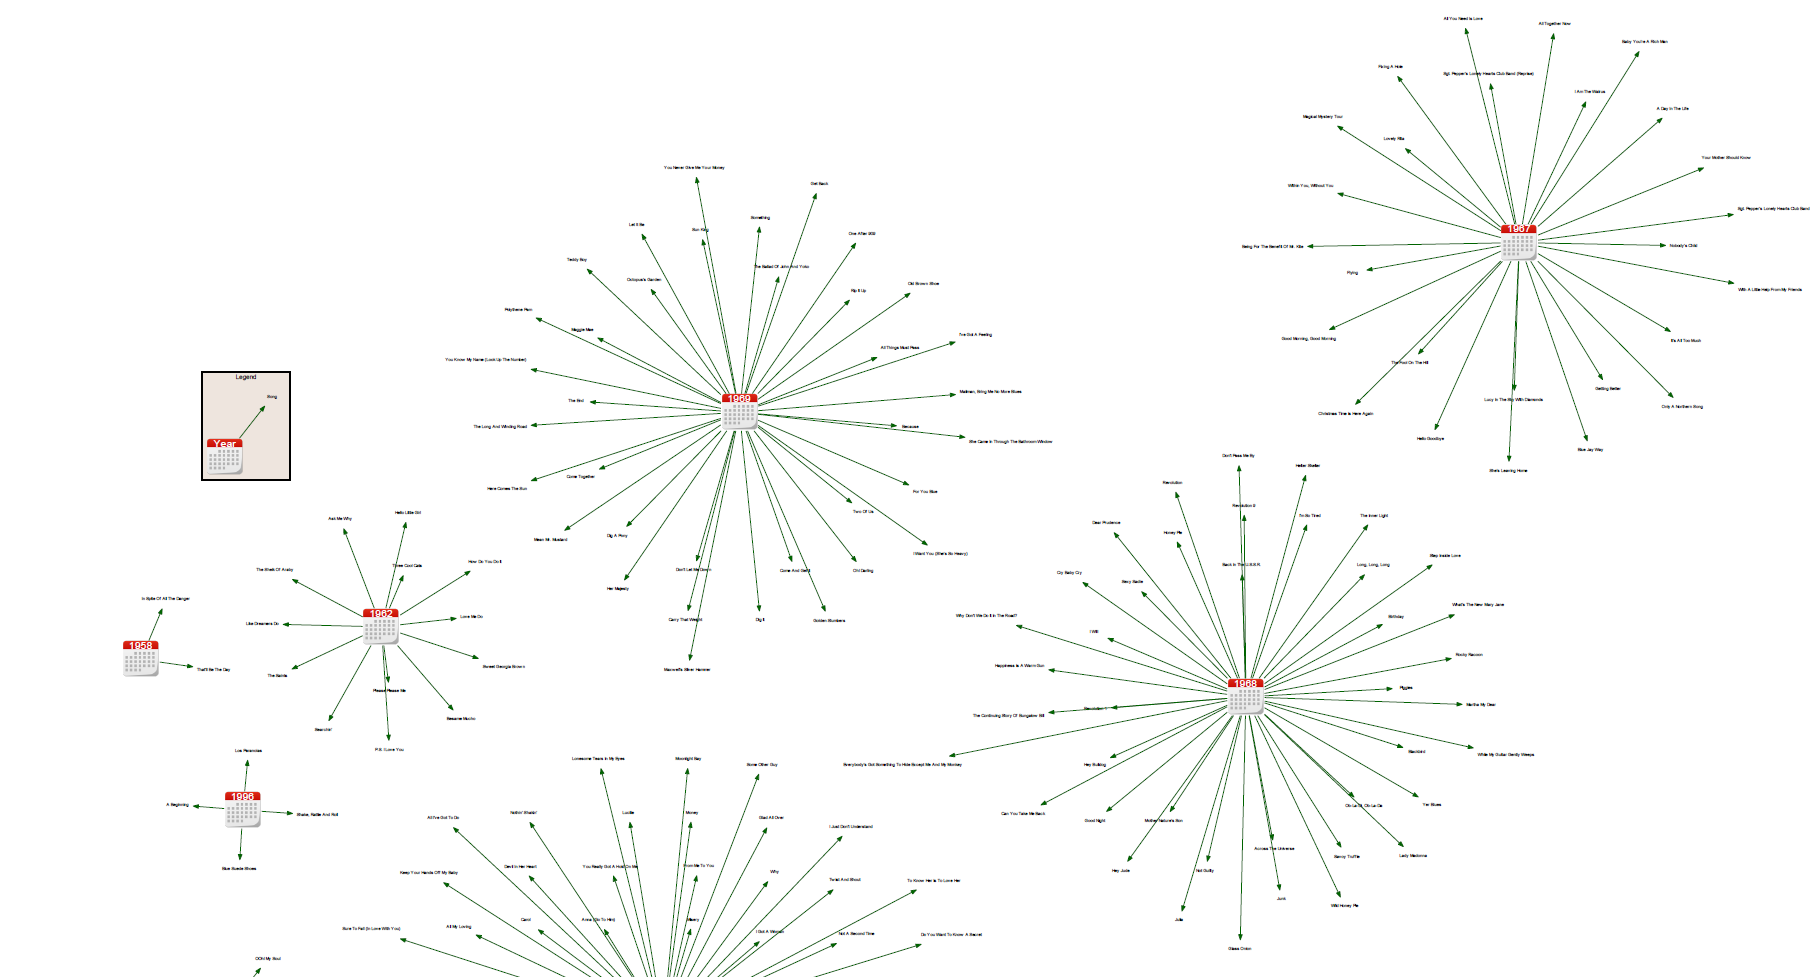 All You Need Is Love
All Together Now
Baby You're A Rich Man
Fixing A Hole
Sgt. Pepper's Lonely Hearts Club Band (Reprise)
I Am The Walrus
A Day In The Life
Magical Mystery Tour
Lovely Rita
Your Mother Should Know
Within You, Without You
Sgt. Pepper's Lonely Hearts Club Band
1967
Being For The Benefit Of Mr. Kite
Nobody's Child
Flying
With A Little Help From My Friends
Good Morning, Good Morning
It's All Too Much
The Fool On The Hill
Getting Better
Lucy In The Sky With Diamonds
Only A Northern Song
Christmas Time Is Here Again
Hello Goodbye
Blue Jay Way
She's Leaving Home
You Never Give Me Your Money
Get Back
Something
Let It Be
Sun King
One After 909
Teddy Boy
The Ballad Of John And Yoko
Octopus's Garden
Old Brown Shoe
Rip It Up
Polythene Pam
Maggie Mae
I've Got A Feeling
All Things Must Pass
You Know My Name (Look Up The Number)
Mailman, Bring Me No More Blues
1969
The End
The Long And Winding Road
Because
She Came In Through The Bathroom Window
Come Together
Here Comes The Sun
For You Blue
Two Of Us
Mean Mr. Mustard
Dig A Pony
I Want You (She's So Heavy)
Don't Let Me Down
Come And Get It
Oh! Darling
Her Majesty
Carry That Weight
Dig It
Golden Slumbers
Maxwell's Silver Hammer
Legend
Song
Year
Ask Me Why
Hello Little Girl
The Sheik Of Araby
Three Cool Cats
How Do You Do It
1962
Like Dreamers Do
Love Me Do
The Saints
Sweet Georgia Brown
Please Please Me
Searchin'
Besame Mucho
P.S. I Love You
In Spite Of All The Danger
1958
That'll Be The Day
Los Paranoias
1996
A Beginning
Shake, Rattle And Roll
Blue Suede Shoes
Don't Pass Me By
Helter Skelter
Revolution
Revolution 9
I'm So Tired
The Inner Light
Dear Prudence
Honey Pie
Step Inside Love
Back In The U.S.S.R.
Long, Long, Long
Cry Baby Cry
Sexy Sadie
What's The New Mary Jane
Why Don't We Do It In The Road?
Birthday
I Will
Rocky Raccoon
Happiness Is A Warm Gun
1968
Piggies
Martha My Dear
Revolution 1
The Continuing Story Of Bungalow Bill
Blackbird
While My Guitar Gently Weeps
Everybody's Got Something To Hide Except Me And My Monkey
Hey Bulldog
Ob-La-Di, Ob-La-Da
Yer Blues
Can You Take Me Back
Good Night
Mother Nature's Son
Across The Universe
Savoy Truffle
Lady Madonna
Hey Jude
Not Guilty
Junk
Wild Honey Pie
Julia
Glass Onion
Lonesome Tears In My Eyes
Moonlight Bay
Some Other Guy
All I've Got To Do
Nothin' Shakin'
Lucille
Money
Glad All Over
I Just Don't Understand
Keep Your Hands Off My Baby
Devil In Her Heart
You Really Got A Hold On Me
From Me To You
Why
Twist And Shout
To Know Her Is To Love Her
Sure To Fall (In Love With You)
All My Loving
Carol
Anna (Go To Him)
Misery
I Got A Woman
Not A Second Time
Do You Want To Know A Secret
OOh! My Soul